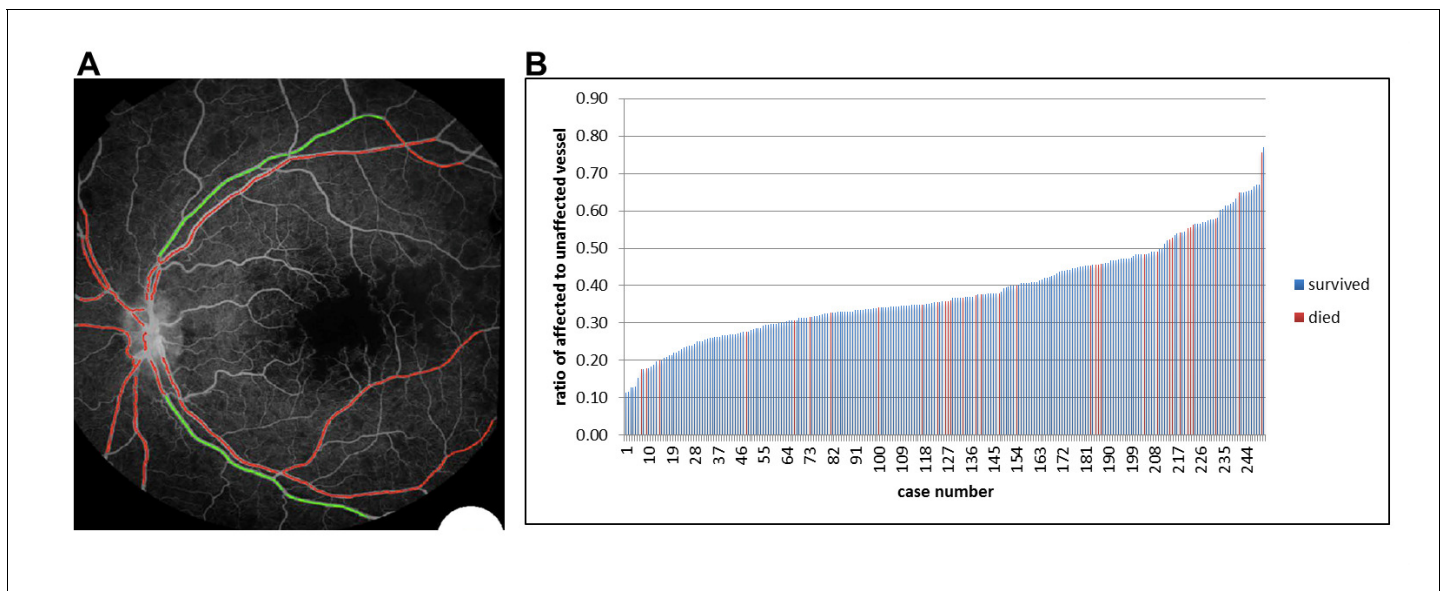 A
B
ratio of affected to unaffected vessel
0.90
0.80
0.70
0.60
0.50
0.40
0.30
0.20
0.10
0.00
1 10 19 28 37 46 55 64 73 82 91 100 109 118 127 136 145 154 163 172 181 190 199 208 217 226 235 244
case number
survived
died